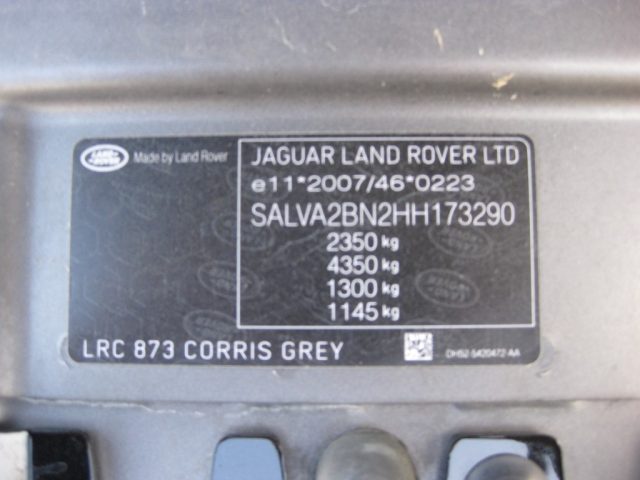 LAND-
ROVER
Made by Land Rover
JAGUAR LAND ROVER LTD
e11*2007/46*0223
SALVA2BN2HH173290
2350 kg
4350 kg
1300 kg
1145 kg
LRC 873 CORRIS GREY
DH52-5420472-AA